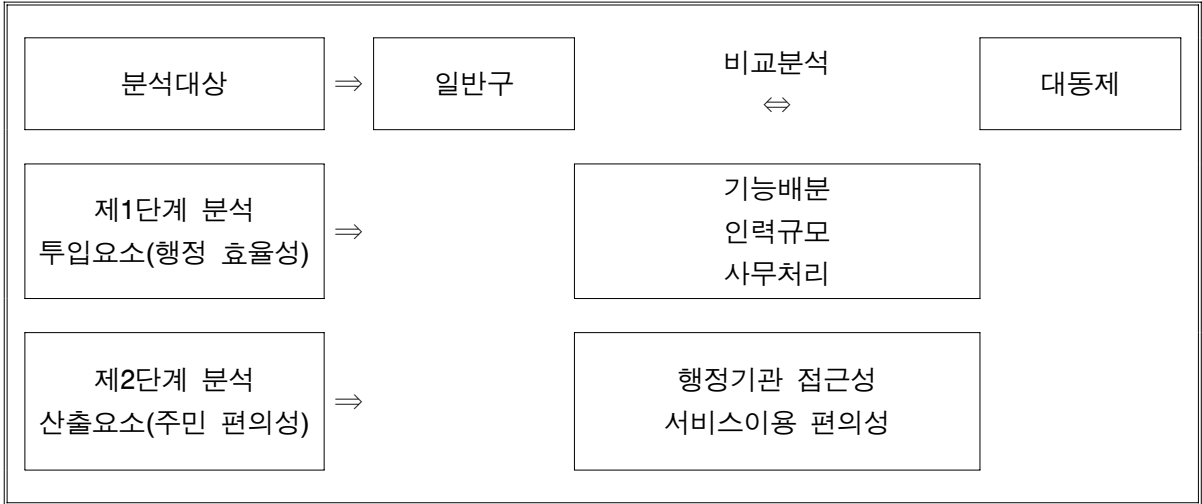 비교분석
분석대상 ⇒ 일반구 ⇔ 대동제
제1단계 분석
투입요소(행정 효율성)
⇒
기능배분
인력규모
사무처리
제2단계 분석
산출요소(주민 편의성)
⇒
행정기관 접근성
서비스이용 편의성